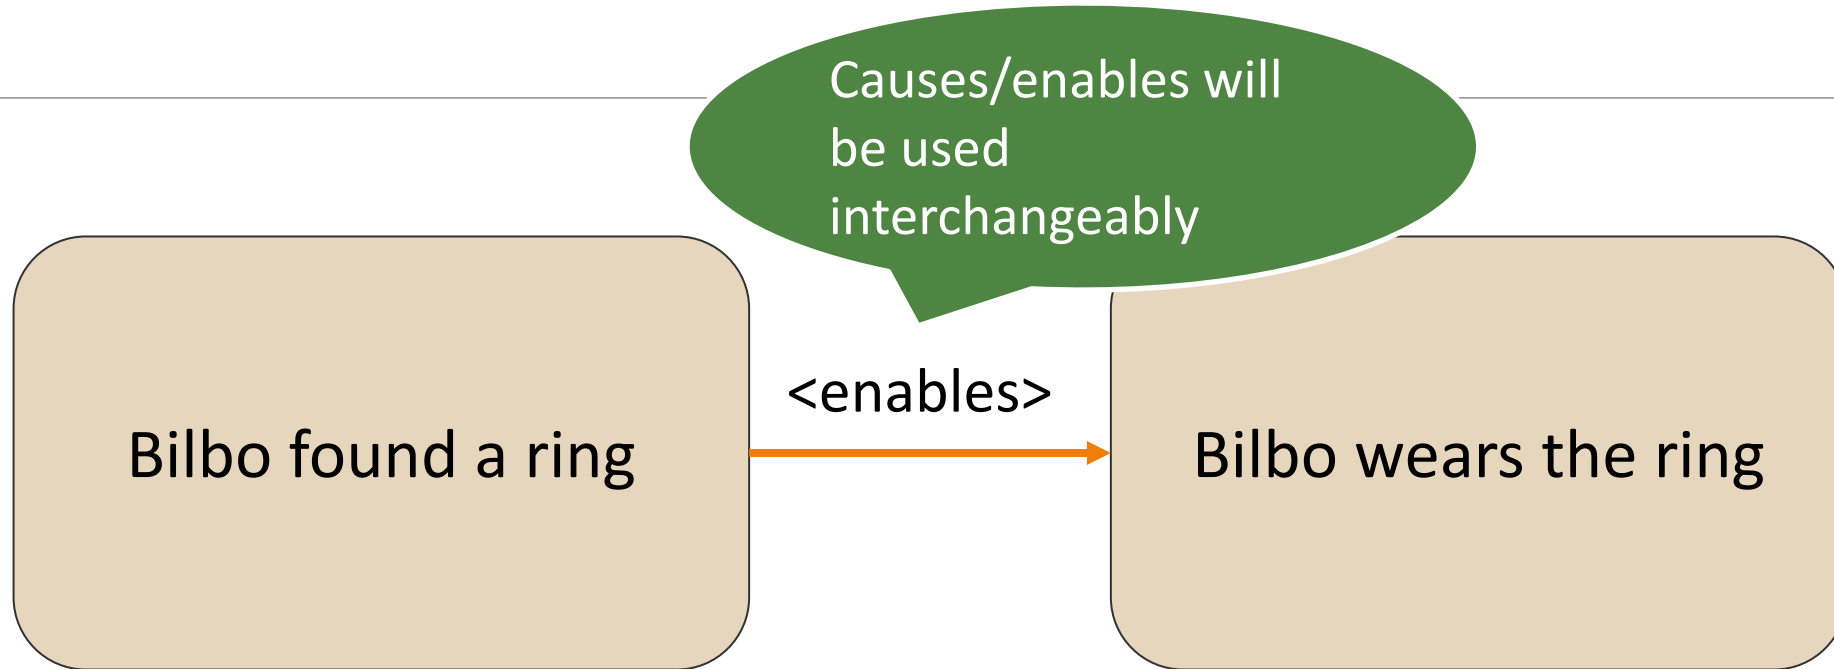 Causes/enables will
be used
interchangeably
<enables>
Bilbo found a ring
Bilbo wears the ring